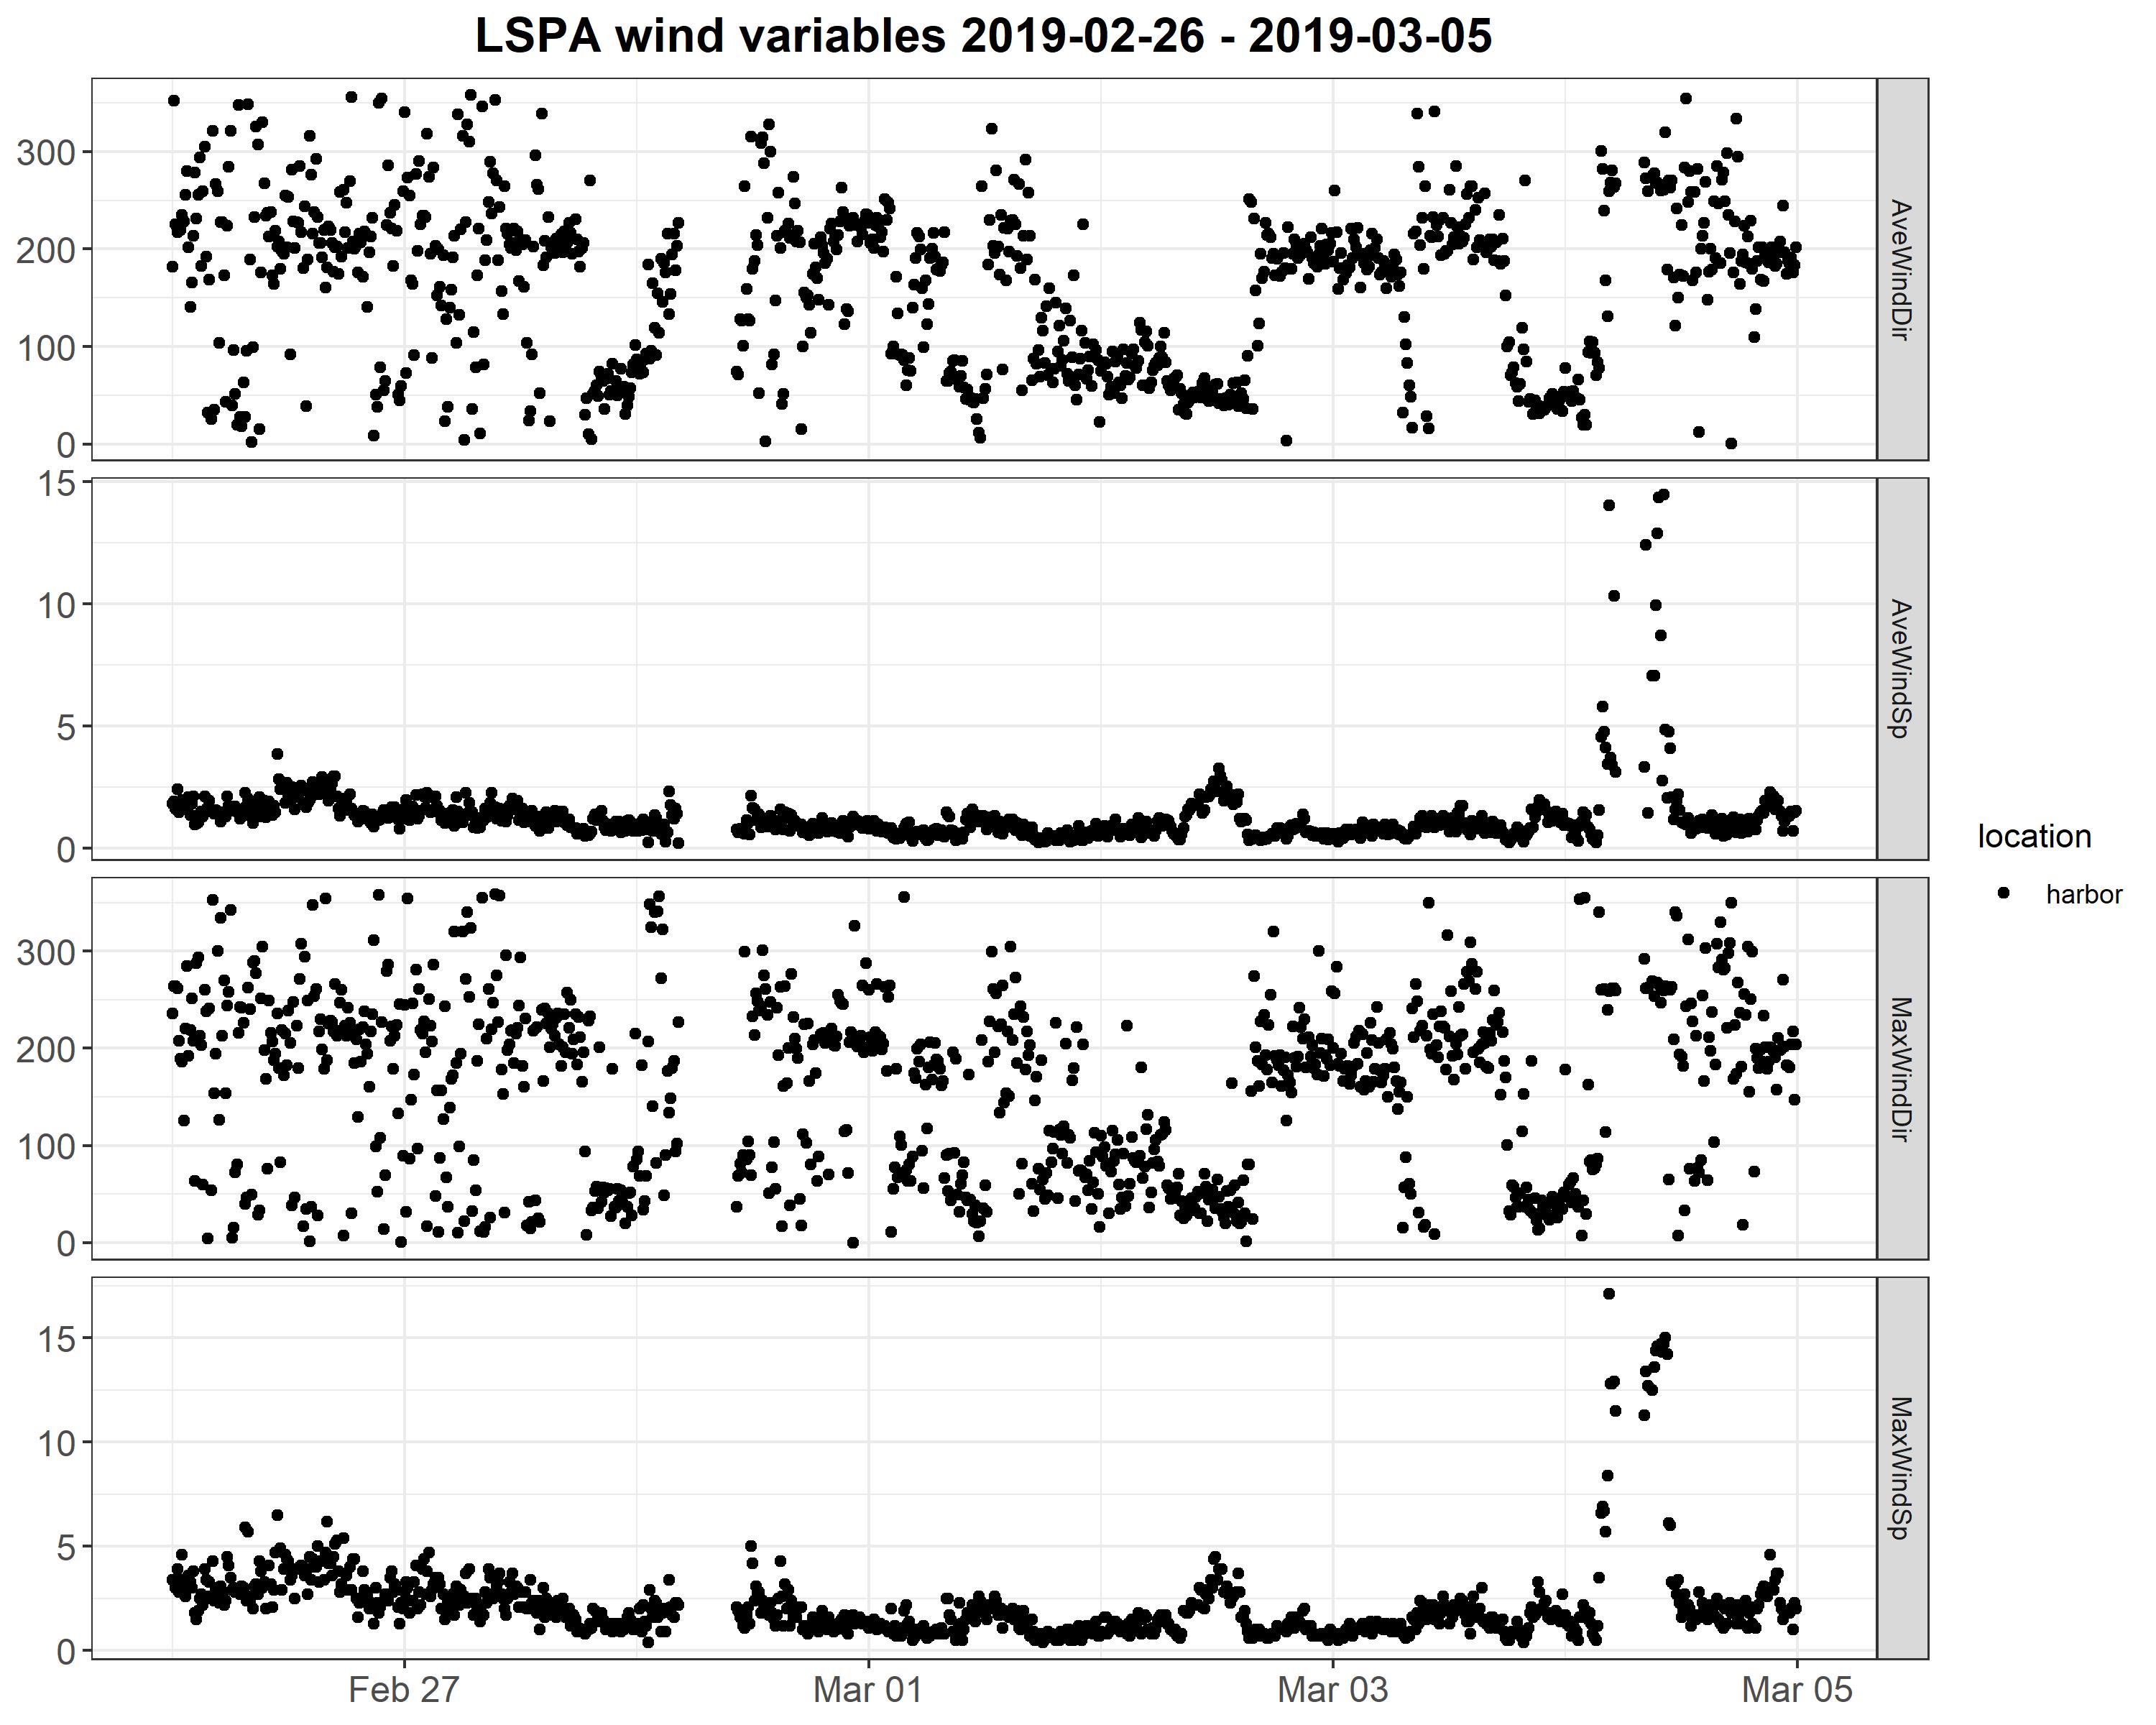 LSPA wind variables 2019-02-26 - 2019-03-05
300
200
100
0
AveWindDir
15
10
5
0
AveWindSp
300
200
100
0
MaxWindDir
15
10
5
0
MaxWindSp
Feb 27
Mar 01
Mar 03
Mar 05
location
harbor